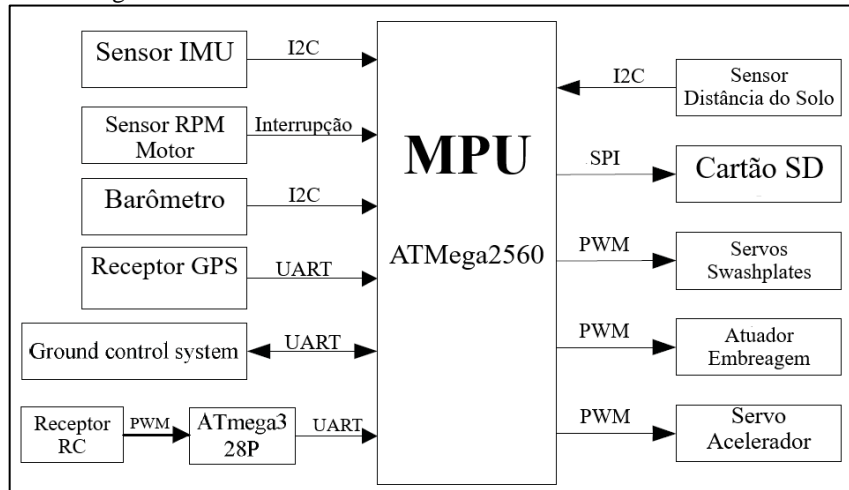 Sensor IMU
I2C
Sensor RPM
Motor
Interrupção
Barômetro
I2C
Receptor GPS
UART
Ground control system
UART
Receptor
RC
PWM
ATmega3
28P
UART
MPU
ATMega2560
I2C
Sensor
Distância do Solo
SPI
Cartão SD
PWM
Servos
Swashplates
PWM
Atuador
Embreagem
PWM
Servo
Acelerador